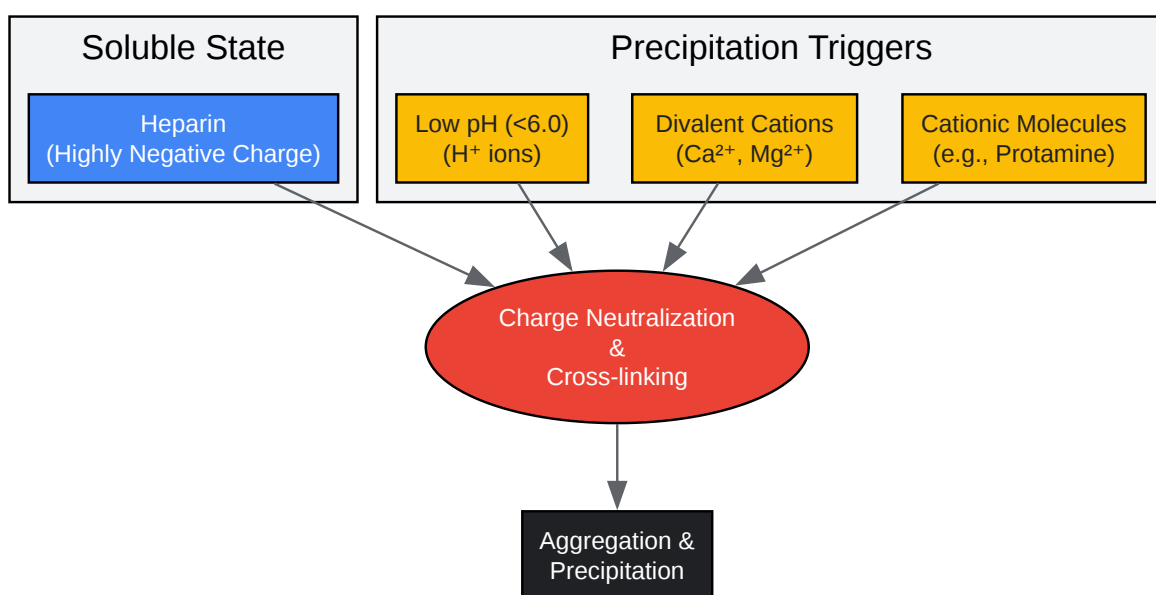 Soluble State
Precipitation Triggers
Heparin
(Highly Negative Charge)
Low pH (<6.0)
(H⁺ ions)
Divalent Cations
(Ca²⁺, Mg²⁺)
Cationic Molecules
(e.g., Protamine)
Charge Neutralization
&
Cross-linking
Aggregation &
Precipitation